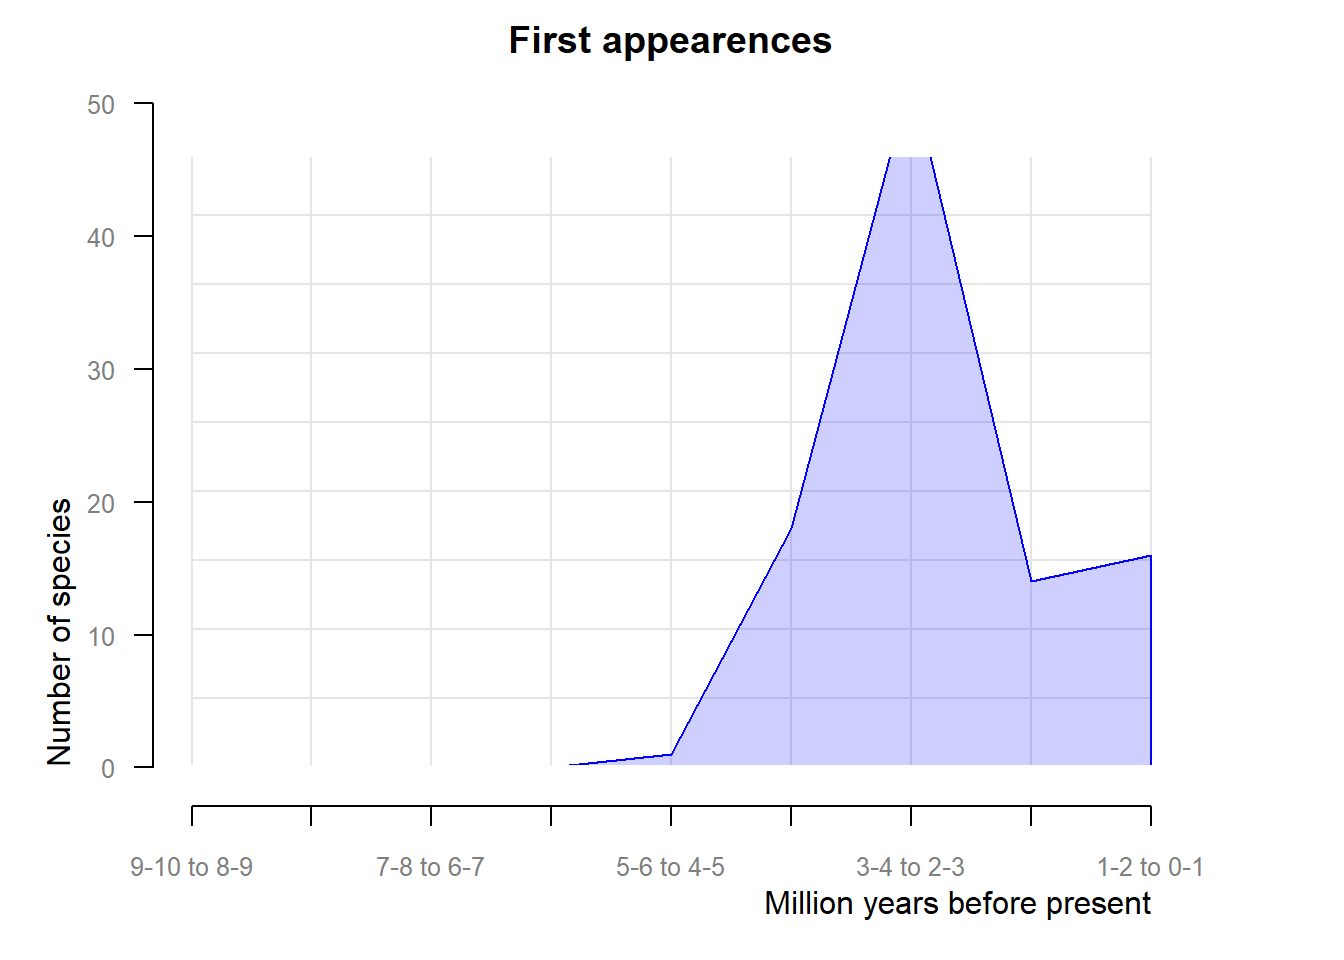 First appearences
50
40
30
20
10
0
Number of species
9-10 to 8-9 7-8 to 6-7 5-6 to 4-5 3-4 to 2-3 1-2 to 0-1
Million years before present